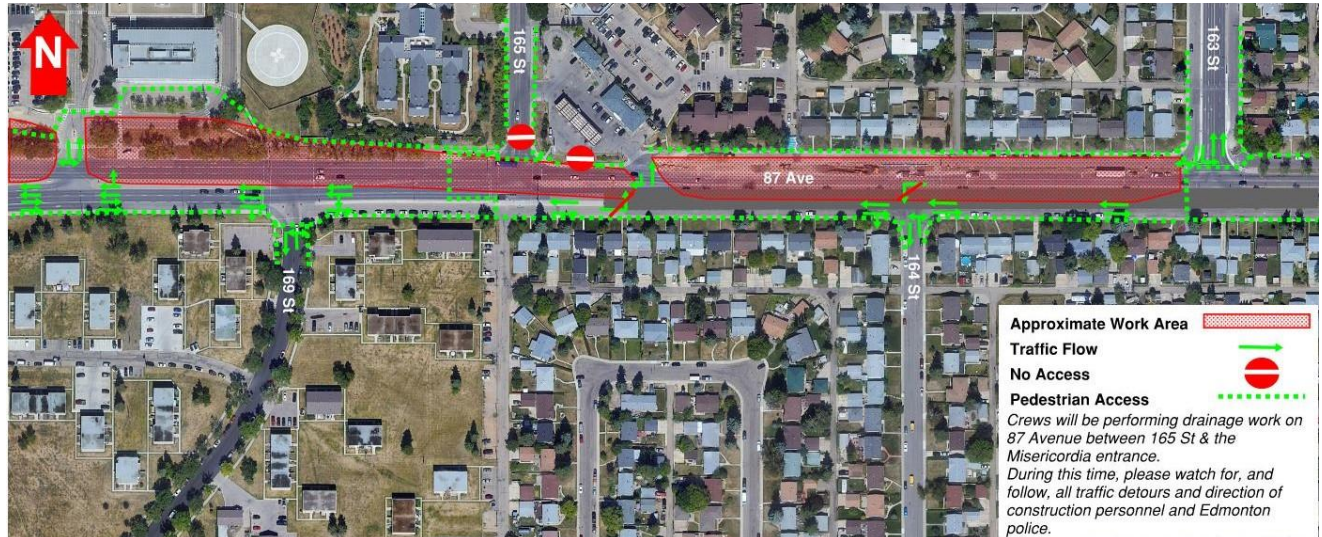 N
165 St
163 St
87 Ave
169 St
164 St
Approximate Work Area
Traffic Flow
No Access
Pedestrian Access
Crews will be performing drainage work on
87 Avenue between 165 St & the
Misericordia entrance.
During this time, please watch for, and
follow, all traffic detours and direction of
construction personnel and Edmonton
police.